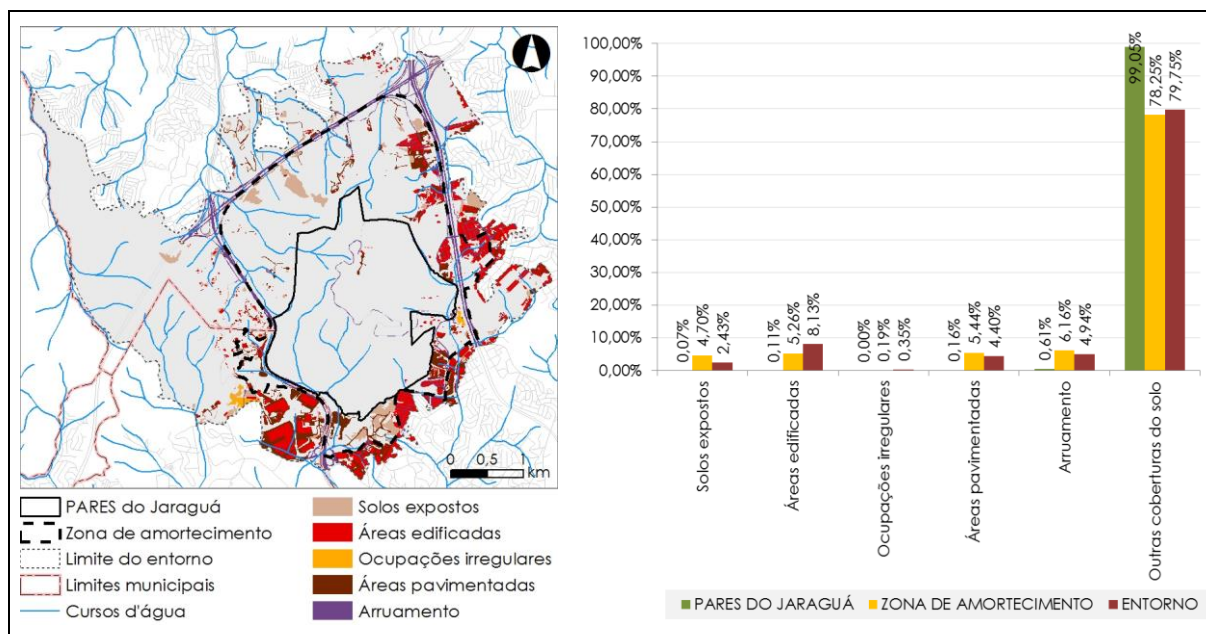 0 0,5 1
km
PARES do Jaraguá
Zona de amortecimento
Limite do entorno
Limites municipais
Cursos d'água
Solos expostos
Áreas edificadas
Ocupações irregulares
Áreas pavimentadas
Arruamento
100,00%
90,00%
80,00%
70,00%
60,00%
50,00%
40,00%
30,00%
20,00%
10,00%
0,00%
0,07%
4,70%
2,43%
0,11%
5,26%
8,13%
0,00%
0,19%
0,35%
0,16%
5,44%
4,40%
0,61%
6,16%
4,94%
99,05%
78,25%
79,75%
Solos expostos
Áreas edificadas
Ocupações irregulares
Áreas pavimentadas
Arruamento
Outras coberturas do solo
PARES DO JARAGUÁ ZONA DE AMORTECIMENTO ENTORNO